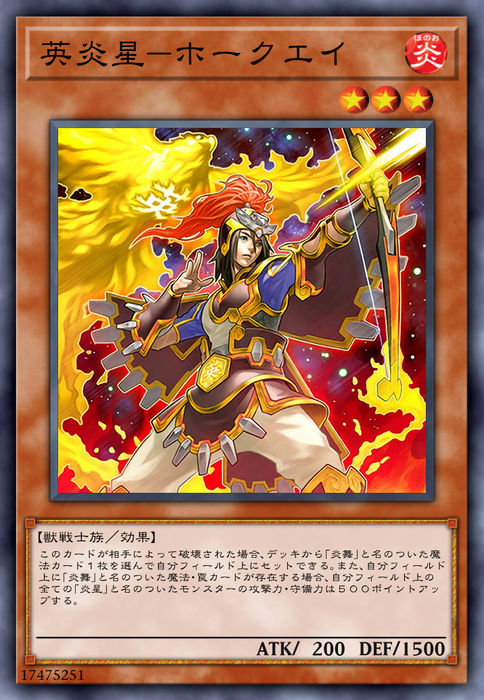 英炎星−ホークエイ
ほのお
炎
英
英
【獣戦士族／効果】
このカードが相手によって破壊された場合、デッキから「炎舞」と名のついた魔
法カード１枚を選んで自分フィールド上にセットできる。また、自分フィールド
上に「炎舞」と名のついた魔法・罠カードが存在する場合、自分フィールド上の
全ての「炎星」と名のついたモンスターの攻撃力・守備力は５００ポイントアッ
プする。
ATK/ 200 DEF/1500
17475251